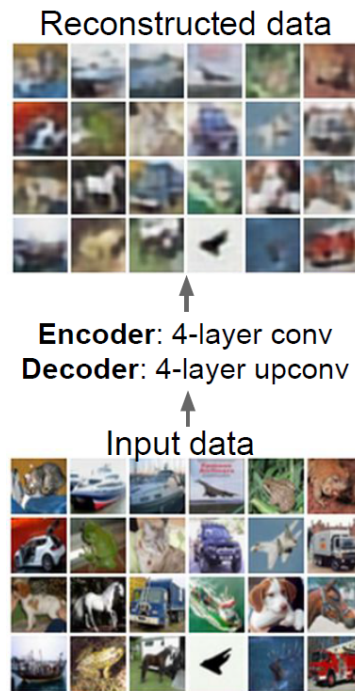 Reconstructed data
Encoder: 4-layer conv
Decoder: 4-layer upconv
Input data